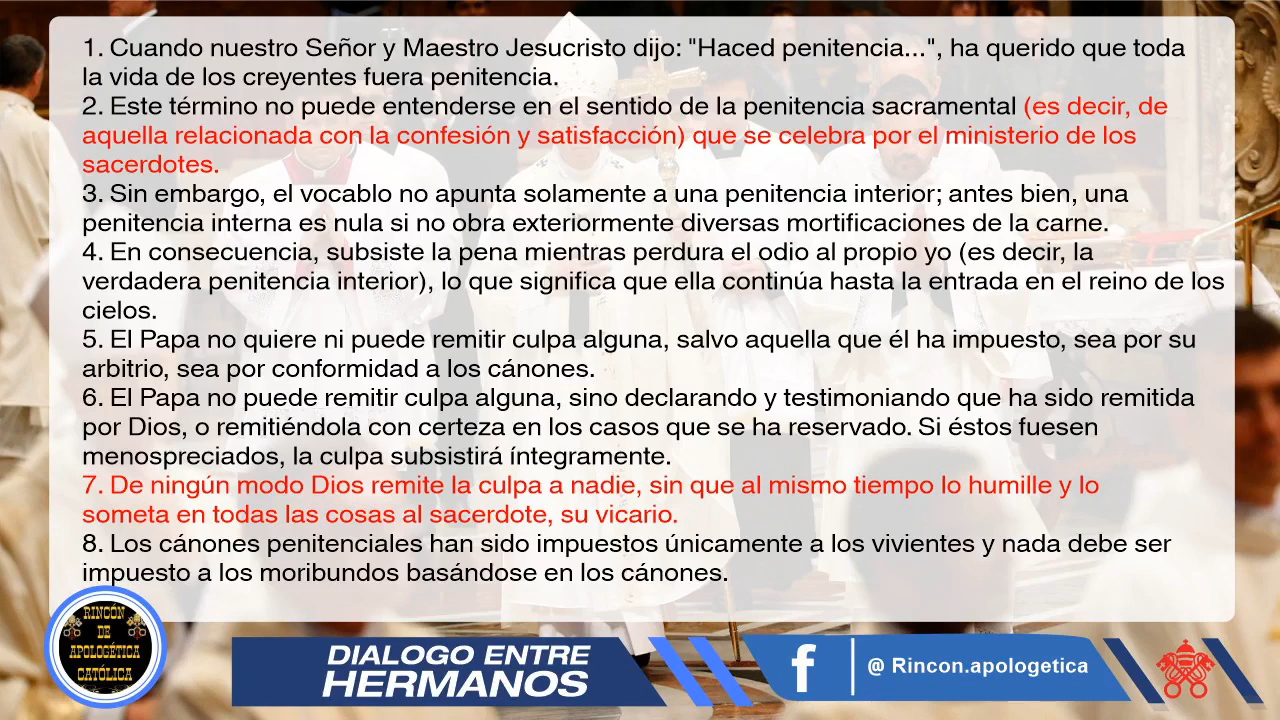 1. Cuando nuestro Señor y Maestro Jesucristo dijo: "Haced penitencia...", ha querido que toda
la vida de los creyentes fuera penitencia.
2. Este término no puede entenderse en el sentido de la penitencia sacramental (es decir, de
aquella relacionada con la confesión y satisfacción) que se celebra por el ministerio de los
sacerdotes.
3. Sin embargo, el vocablo no apunta solamente a una penitencia interior; antes bien, una
penitencia interna es nula si no obra exteriormente diversas mortificaciones de la carne.
4. En consecuencia, subsiste la pena mientras perdura el odio al propio yo (es decir, la
verdadera penitencia interior), lo que significa que ella continúa hasta la entrada en el reino de los
cielos.
5. El Papa no quiere ni puede remitir culpa alguna, salvo aquella que él ha impuesto, sea por su
arbitrio, sea por conformidad a los cánones.
6. El Papa no puede remitir culpa alguna, sino declarando y testimoniando que ha sido remitida
por Dios, o remitiéndola con certeza en los casos que se ha reservado. Si éstos fuesen
menospreciados, la culpa subsistirá íntegramente.
7. De ningún modo Dios remite la culpa a nadie, sin que al mismo tiempo lo humille y lo
someta en todas las cosas al sacerdote, su vicario.
8. Los cánones penitenciales han sido impuestos únicamente a los vivientes y nada debe ser
impuesto a los moribundos basándose en los cánones.
RINCÓN
DE
APOLOGÉTICA
CATÓLICA
DIALOGO ENTRE
HERMANOS
f
@ Rincon.apologetica